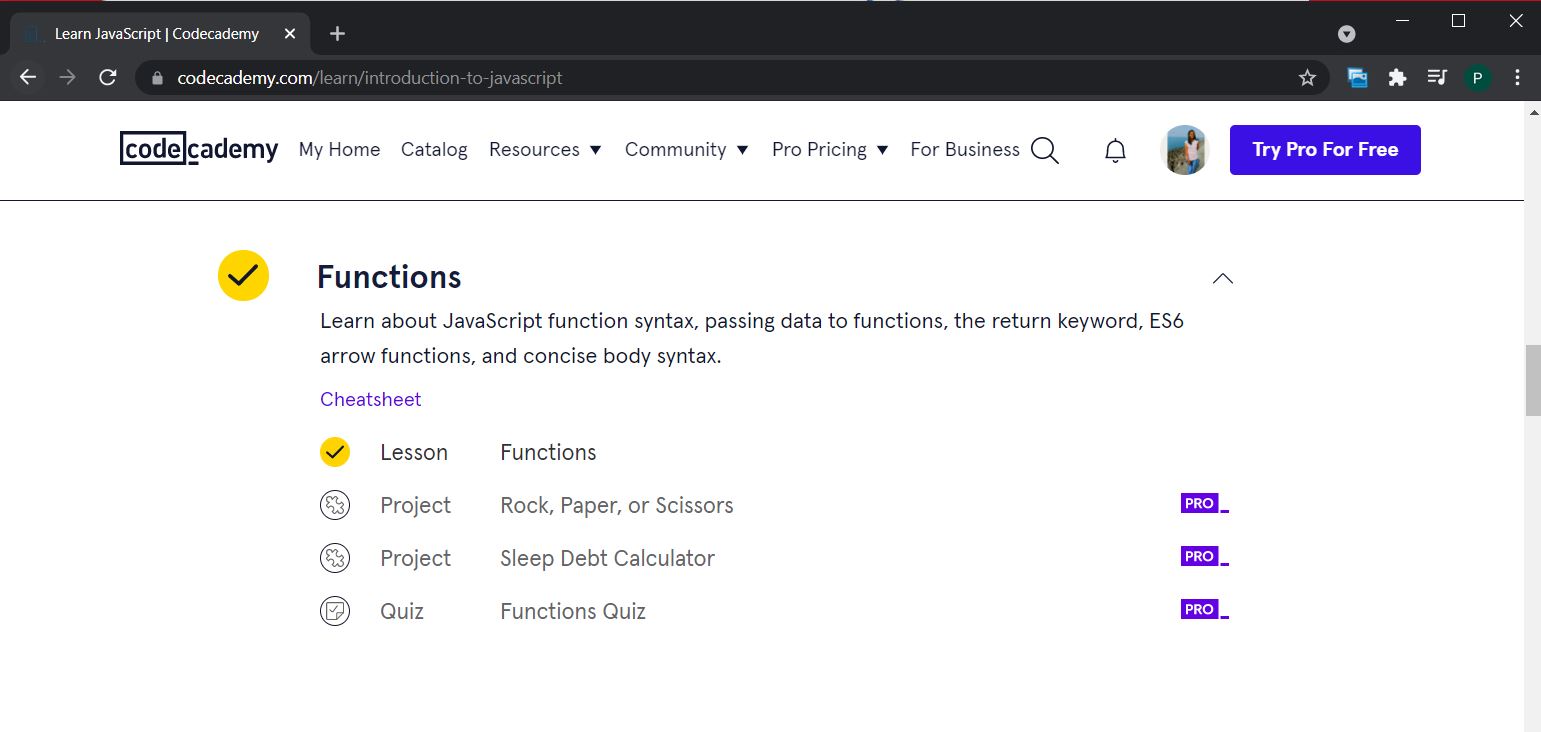 Learn JavaScript | Codecademy
codecademy.com/learn/introduction-to-javascript
P
codecademy My Home Catalog Resources Community Pro Pricing For Business Try Pro For Free
Functions
Learn about JavaScript function syntax, passing data to functions, the return keyword, ES6
arrow functions, and concise body syntax.
Cheatsheet
Lesson Functions
Project Rock, Paper, or Scissors PRO
Project Sleep Debt Calculator PRO
Quiz Functions Quiz PRO